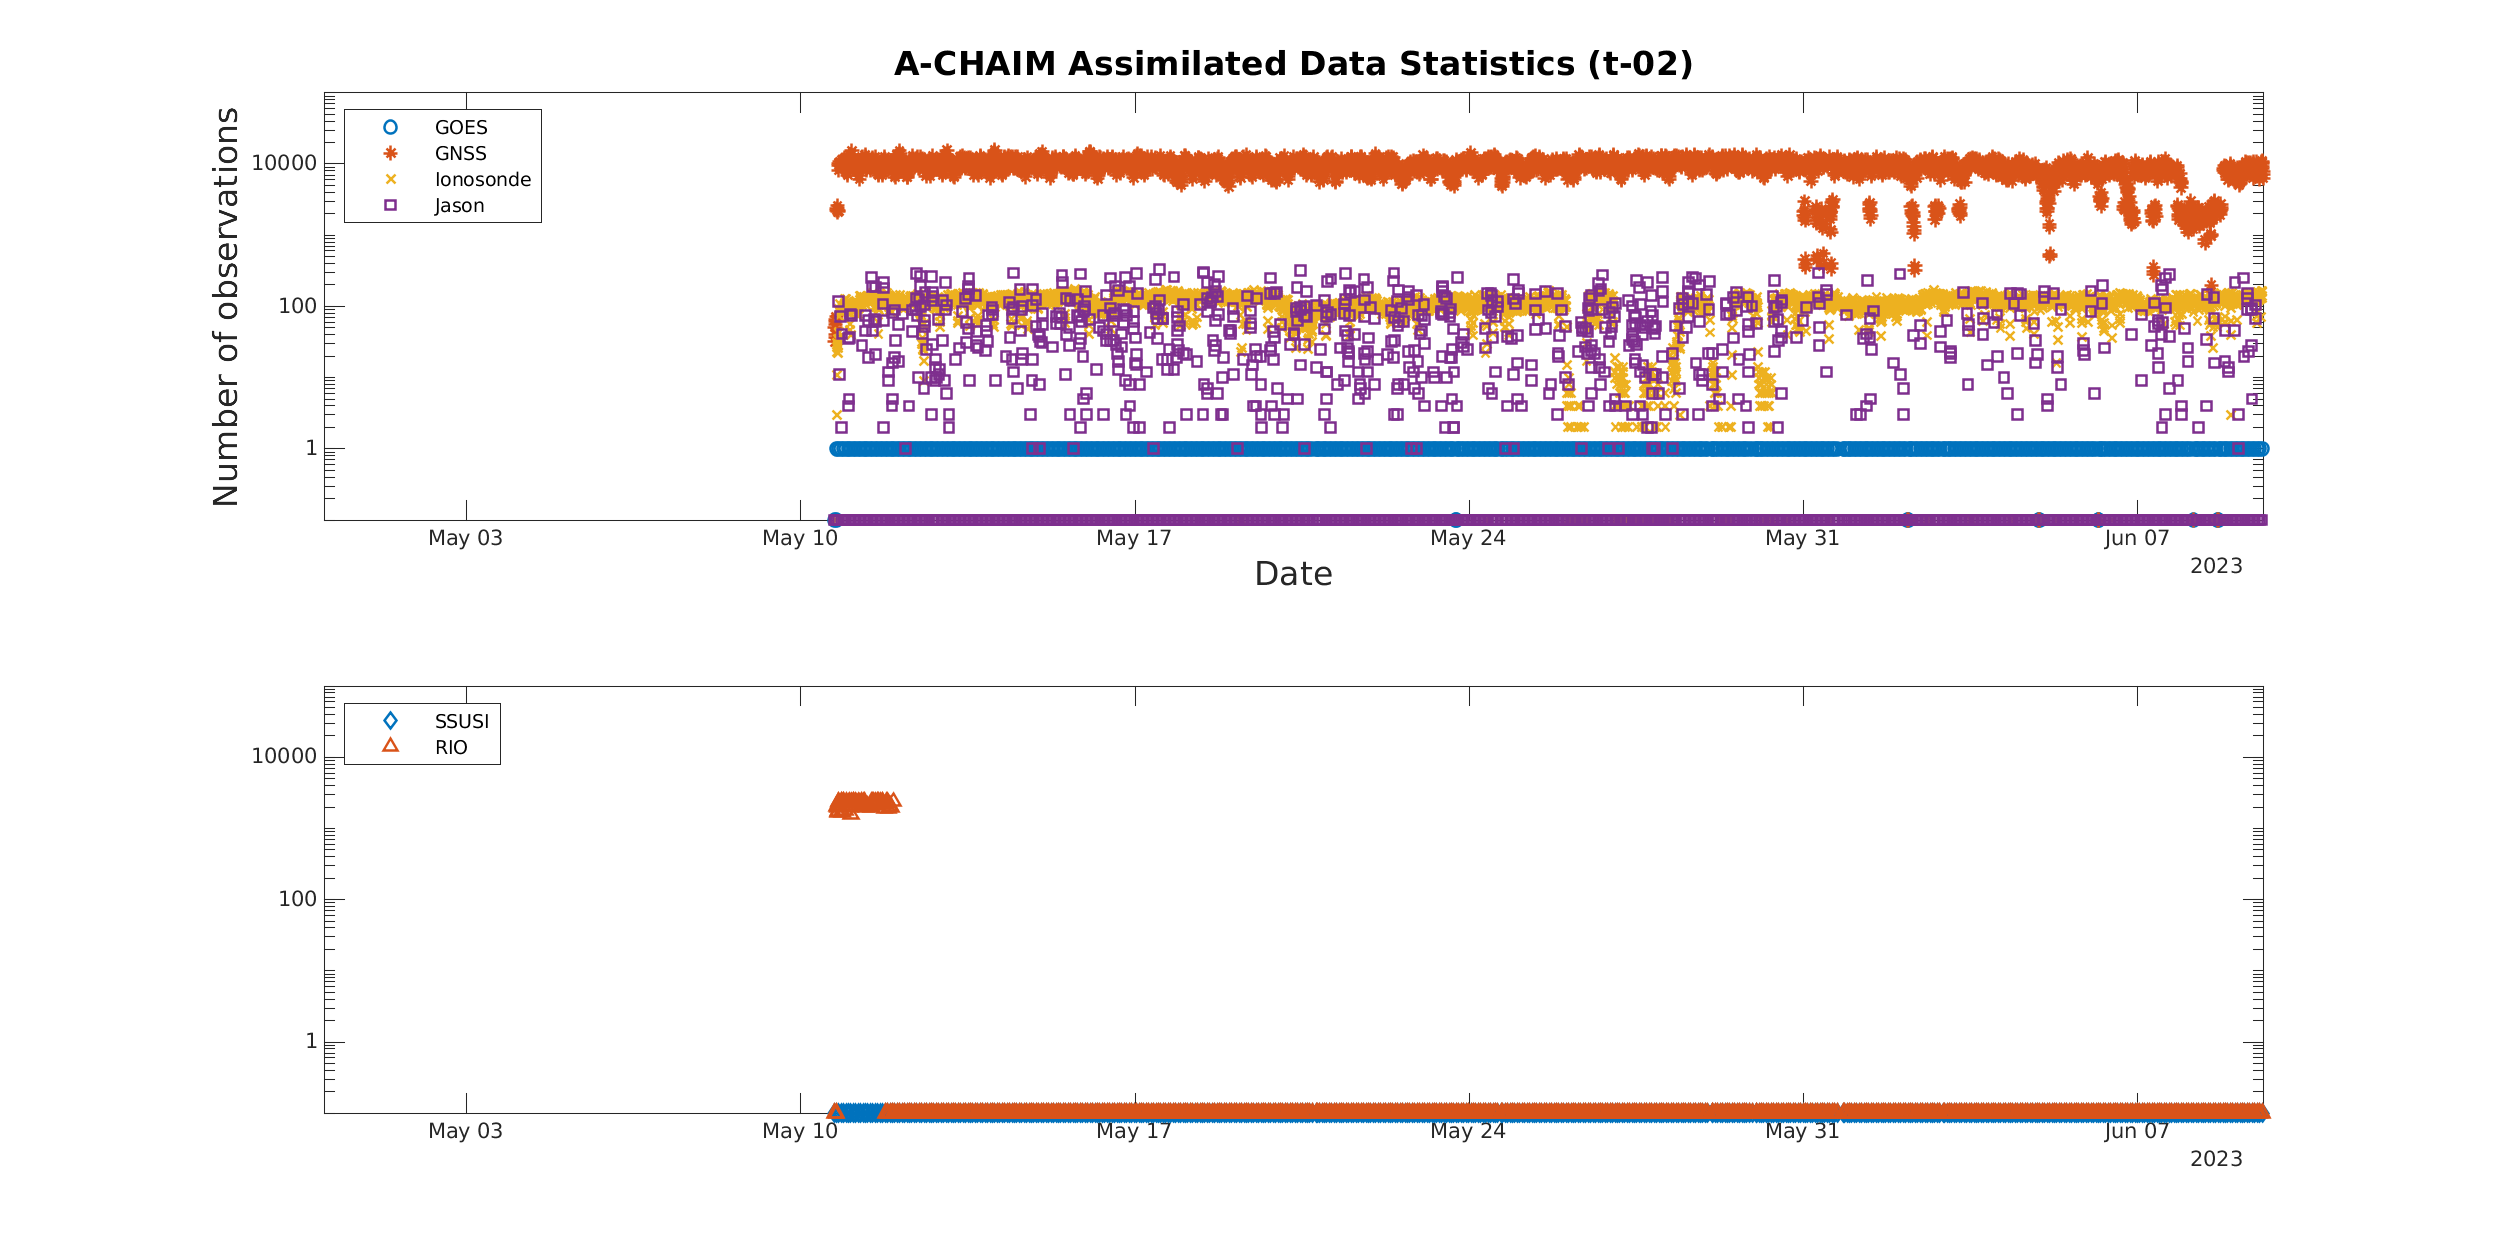 A-CHAIM Assimilated Data Statistics (t-02)
Number of observations
GOES
GNSS
Ionosonde
Jason
10000
100
1
May 03
May 10
May 17
May 24
May 31
Jun 07
2023
Date
SSUSI
RIO
10000
100
1
May 03
May 10
May 17
May 24
May 31
Jun 07
2023